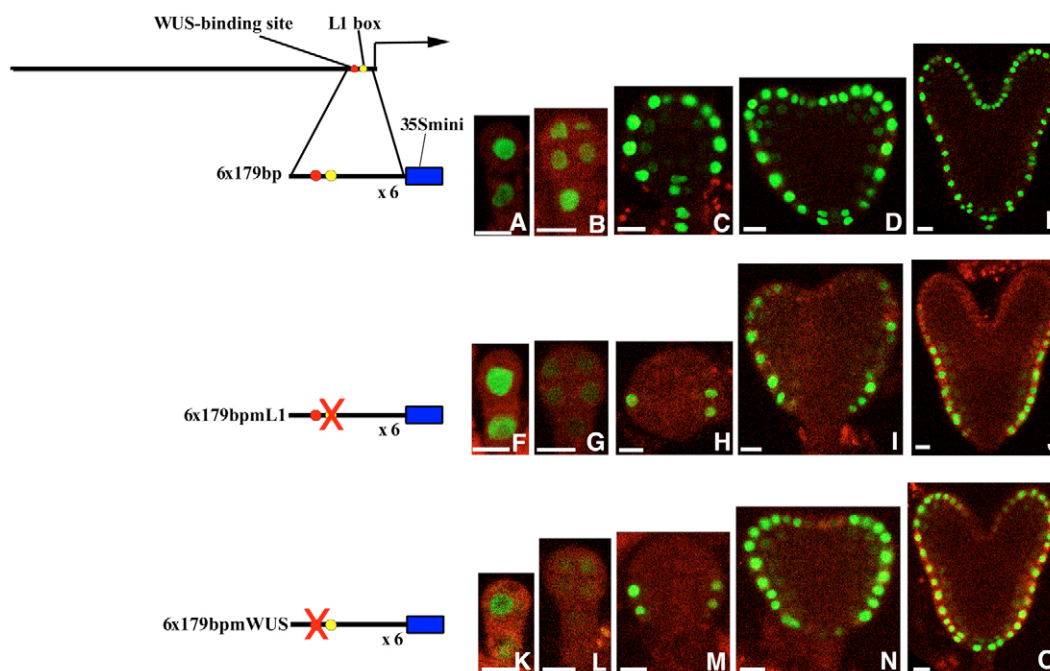 WUS-binding site
L1 box
35Smini
6x179bp
x 6
A
B
C
D
6x179bpmL1
x 6
F
G
H
I
J
6x179bpmWUS
x 6
K
L
M
N